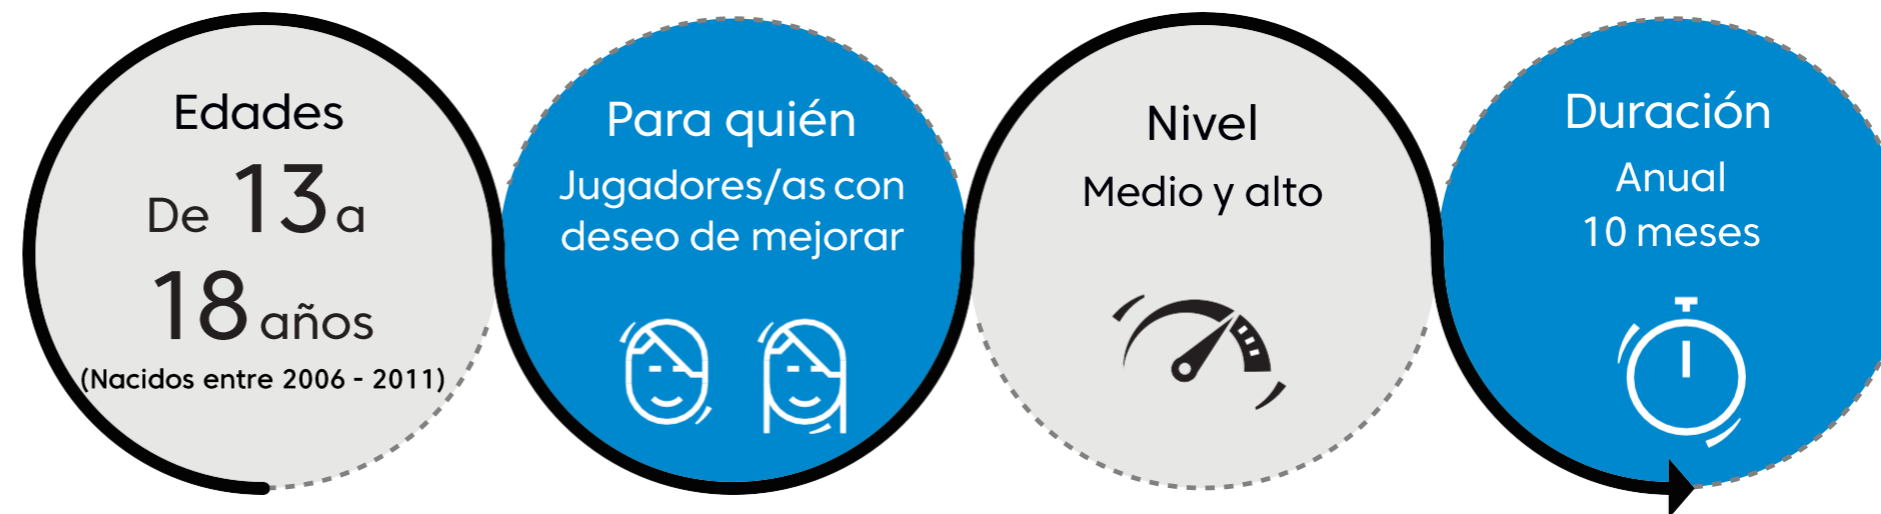 Edades
De 13 a
18 años
(Nacidos entre 2006 - 2011)
Para quién
Jugadores/as con
deseo de mejorar
Nivel
Medio y alto
Duración
Anual
10 meses